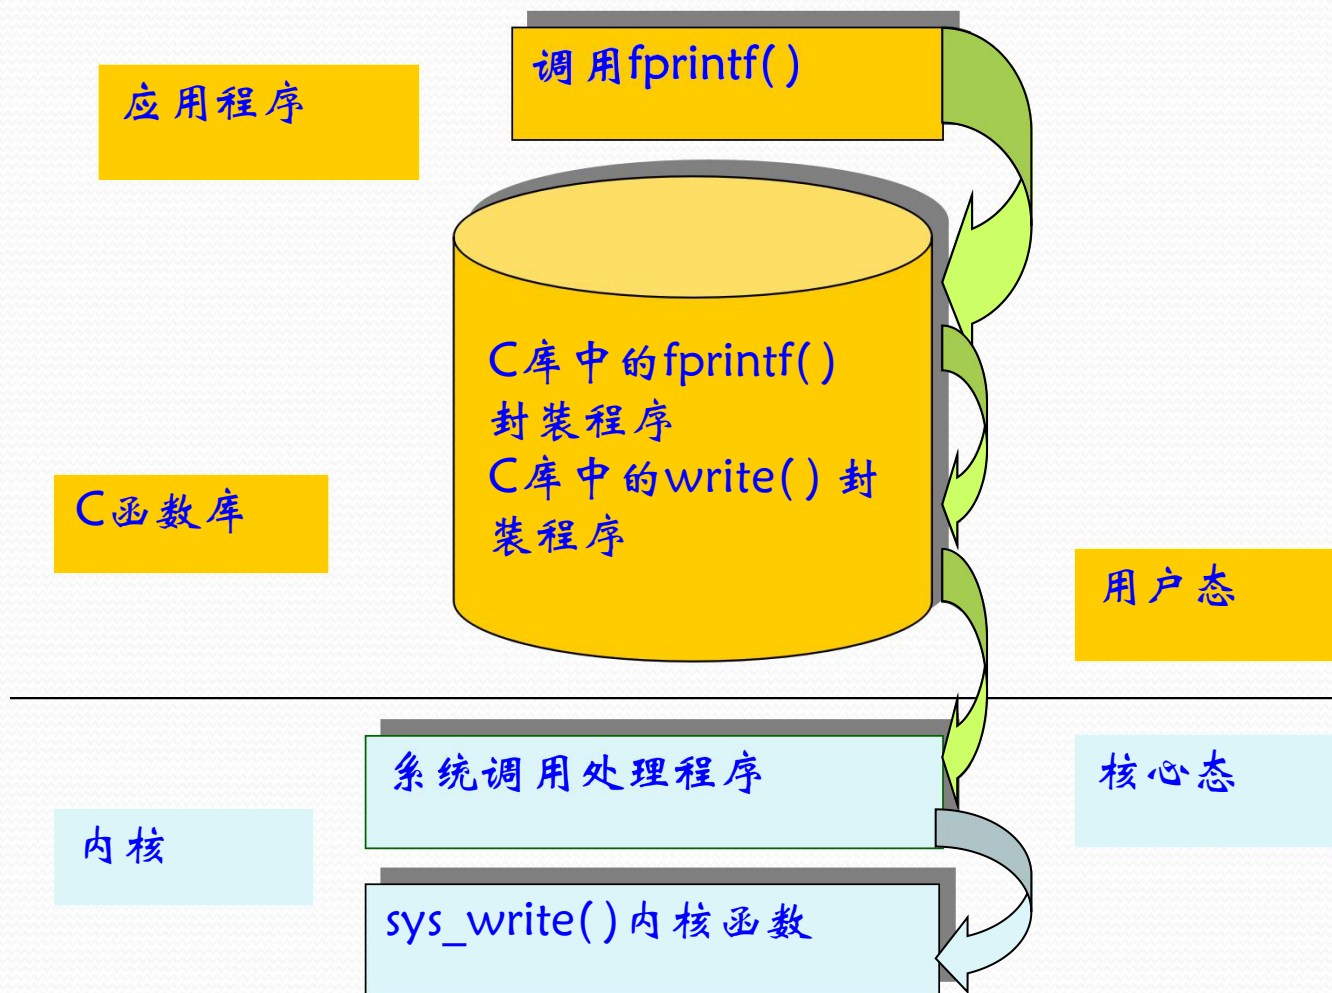 调用fprintf()
应用程序
C库中的fprintf()
封装程序
C库中的write() 封
装程序
C函数库
用户态
系统调用处理程序
核心态
内核
sys_write()内核函数